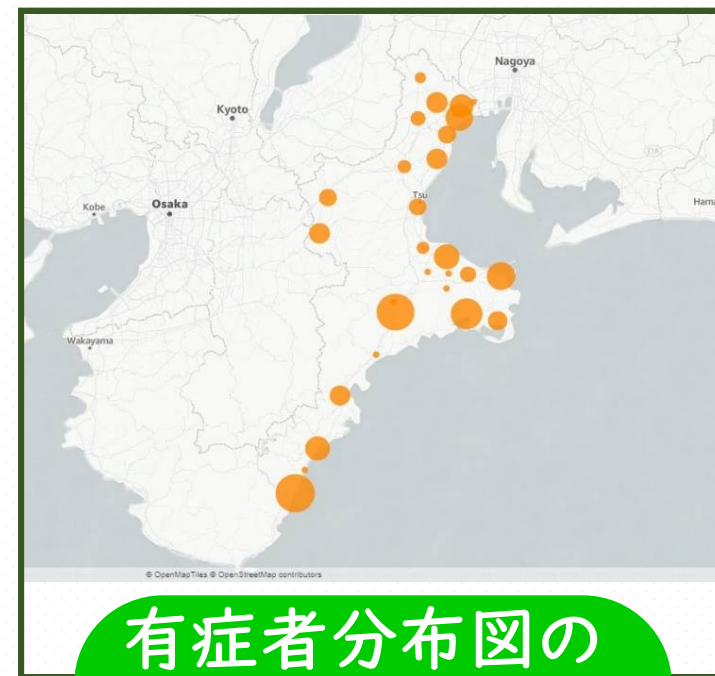 Nagoya
Kyoto
Kobe
Osaka
Tsu
Hama
Wakayama
© OpenMapTiles © OpenStreetMap contributors
有症者分布図の